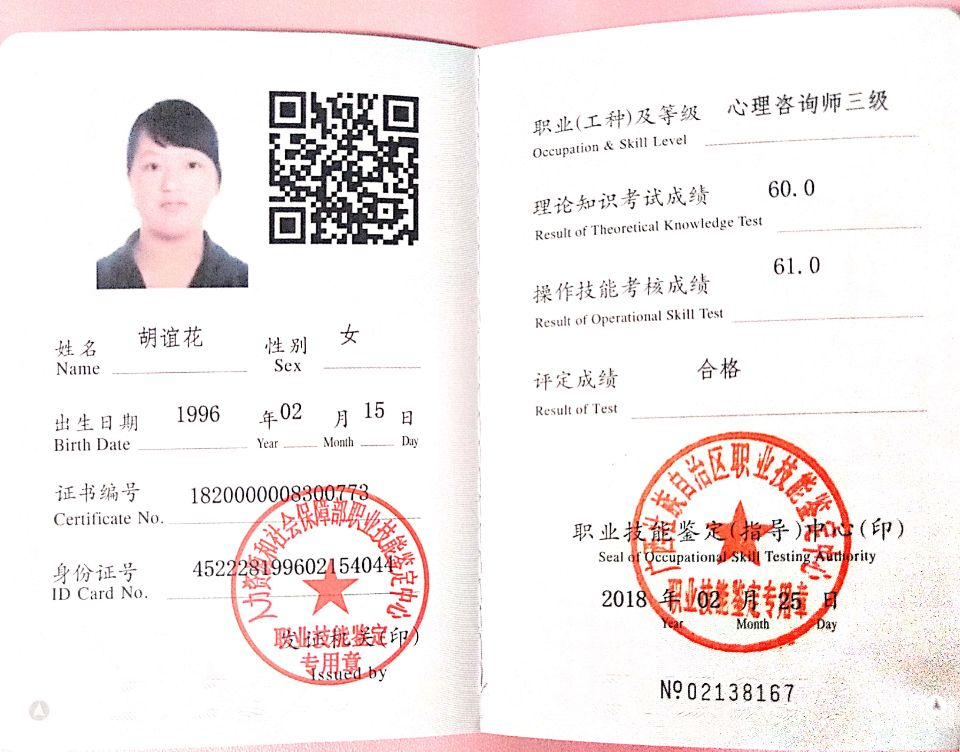 姓名 胡谊花 性别 女
Name Sex
出生日期 1996 年 02 月 15 日
Birth Date Year Month Day
证书编号 1820000008300773
Certificate No.
身份证号 452228199602154044
ID Card No.
人力资源和社会保障部职业技能鉴定中心
职业技能鉴定
专用章
发证机关(印)
Issued by
职业(工种)及等级 心理咨询师三级
Occupation & Skill Level
理论知识考试成绩 60.0
Result of Theoretical Knowledge Test
操作技能考核成绩 61.0
Result of Operational Skill Test
评定成绩 合格
Result of Test
广西壮族自治区职业技能鉴定中心
职业技能鉴定(指导)中心(印)
Seal of Occupational Skill Testing Authority
职业技能鉴定专用章
2018 年 02 月 25 日
Year Month Day
№02138167